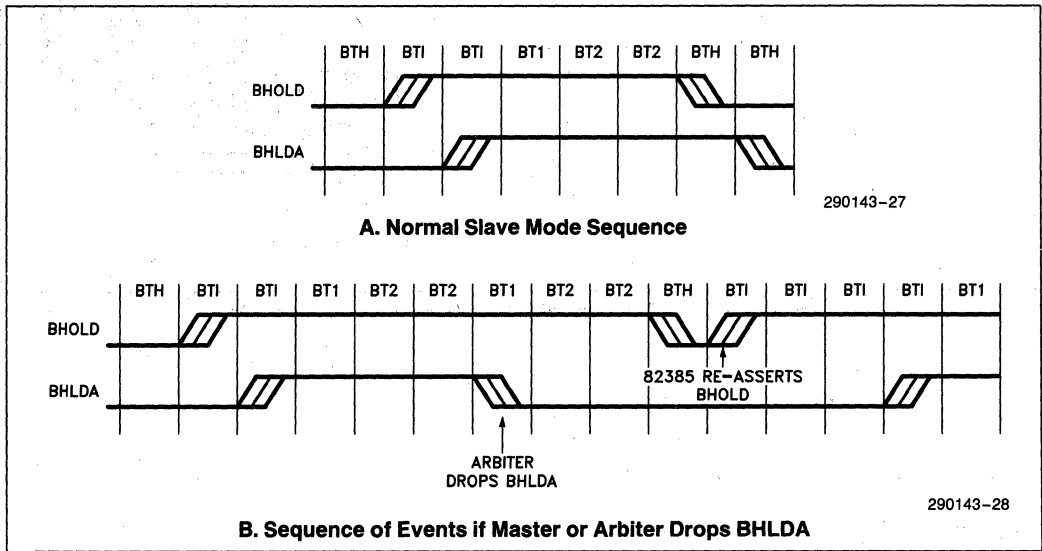 BTH BTI BTI BT1 BT2 BT2 BTH BTH
BHOLD
BHLDA
290143-27
A. Normal Slave Mode Sequence
BTH BTI BTI BT1 BT2 BT2 BT1 BT2 BT2 BTH BTI BTI BTI BTI BT1
BHOLD
82385 RE-ASSERTS
BHOLD
BHLDA
ARBITER
DROPS BHLDA
290143-28
B. Sequence of Events if Master or Arbiter Drops BHLDA